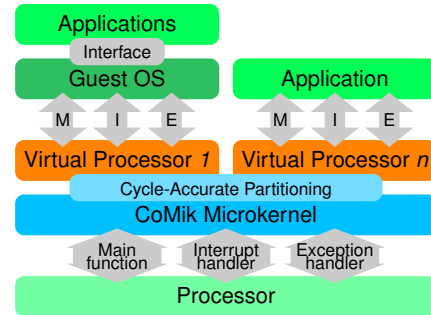 Applications
Interface
Guest OS
Application
M I E
M I E
Virtual Processor 1
Virtual Processor n
Cycle-Accurate Partitioning
CoMik Microkernel
Main
function
Interrupt
handler
Exception
handler
Processor